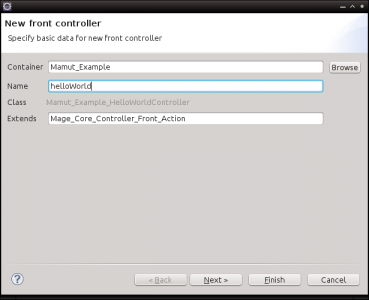 New front controller
Specify basic data for new front controller
Container Mamut_Example Browse
Name helloWorld
Class Mamut_Example_HelloWorldController
Extends Mage_Core_Controller_Front_Action
? < Back Next > Finish Cancel